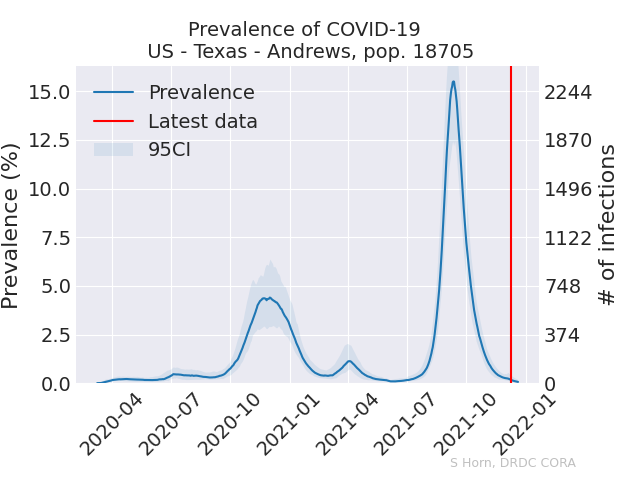 Prevalence of COVID-19
US - Texas - Andrews, pop. 18705
Prevalence
Latest data
95CI
Prevalence (%)
15.0
12.5
10.0
7.5
5.0
2.5
0.0
2244
1870
1496
1122
748
374
0
# of infections
2020-04
2020-07
2020-10
2021-01
2021-04
2021-07
2021-10
2022-01
S Horn, DRDC CORA